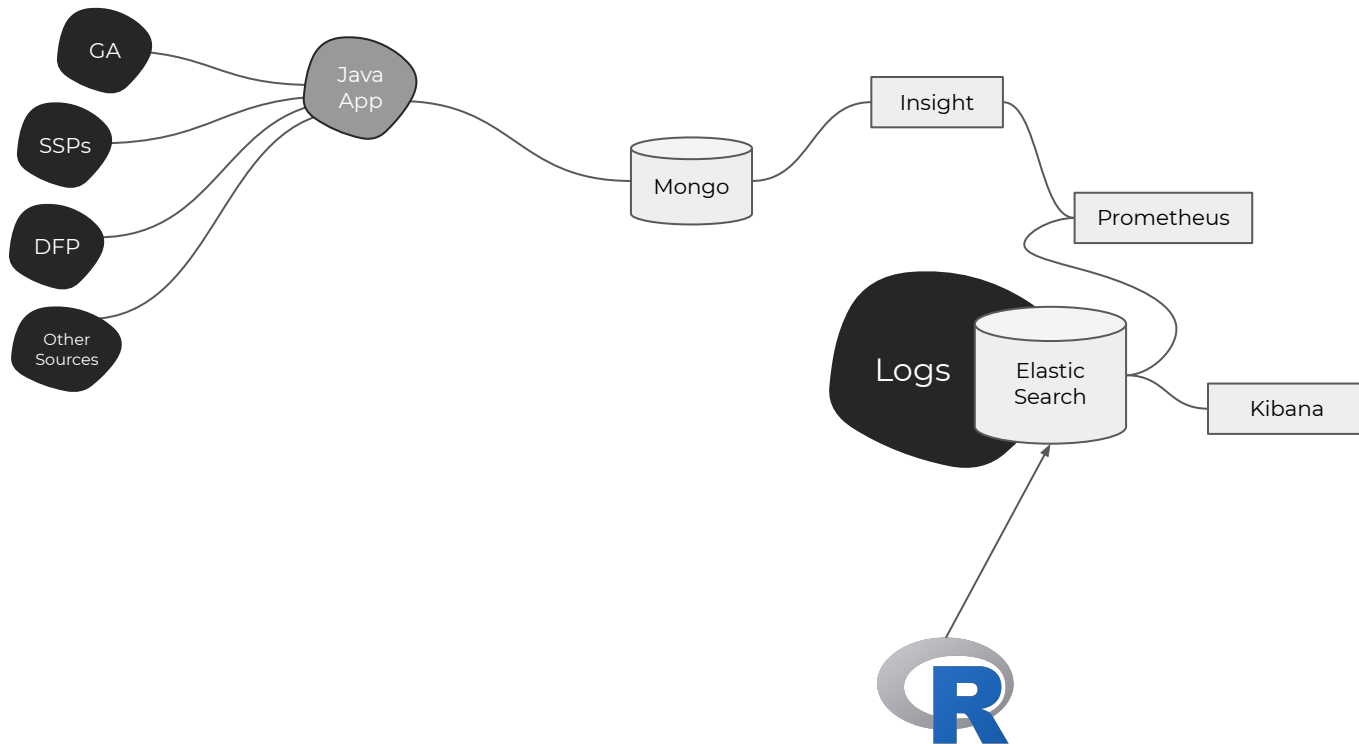 GA
SSPs
DFP
Other
Sources
Java
App
Mongo
Insight
Prometheus
Logs
Elastic
Search
Kibana
R